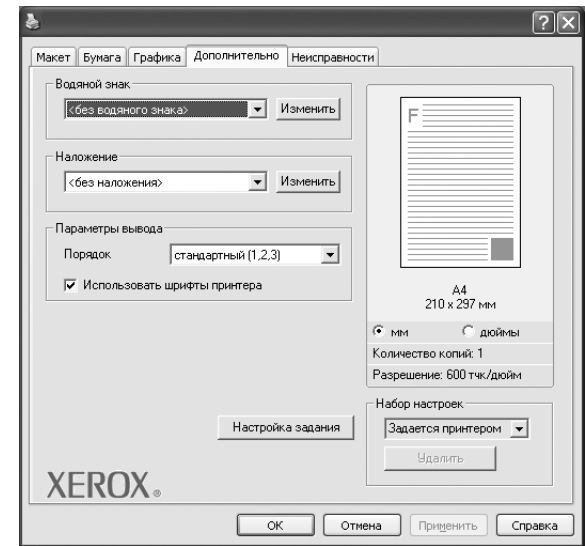 Макет Бумага Графика Дополнительно Неисправности
Водяной знак
<без водяного знака> Изменить
Наложение
<без наложения> Изменить
Параметры вывода
Порядок стандартный (1,2,3)
Использовать шрифты принтера
F
A4
210 x 297 мм
мм дюймы
Количество копий: 1
Разрешение: 600 тчк/дюйм
Настройка задания
Набор настроек
Задается принтером
Удалить
XEROX®
OK Отмена Применить Справка